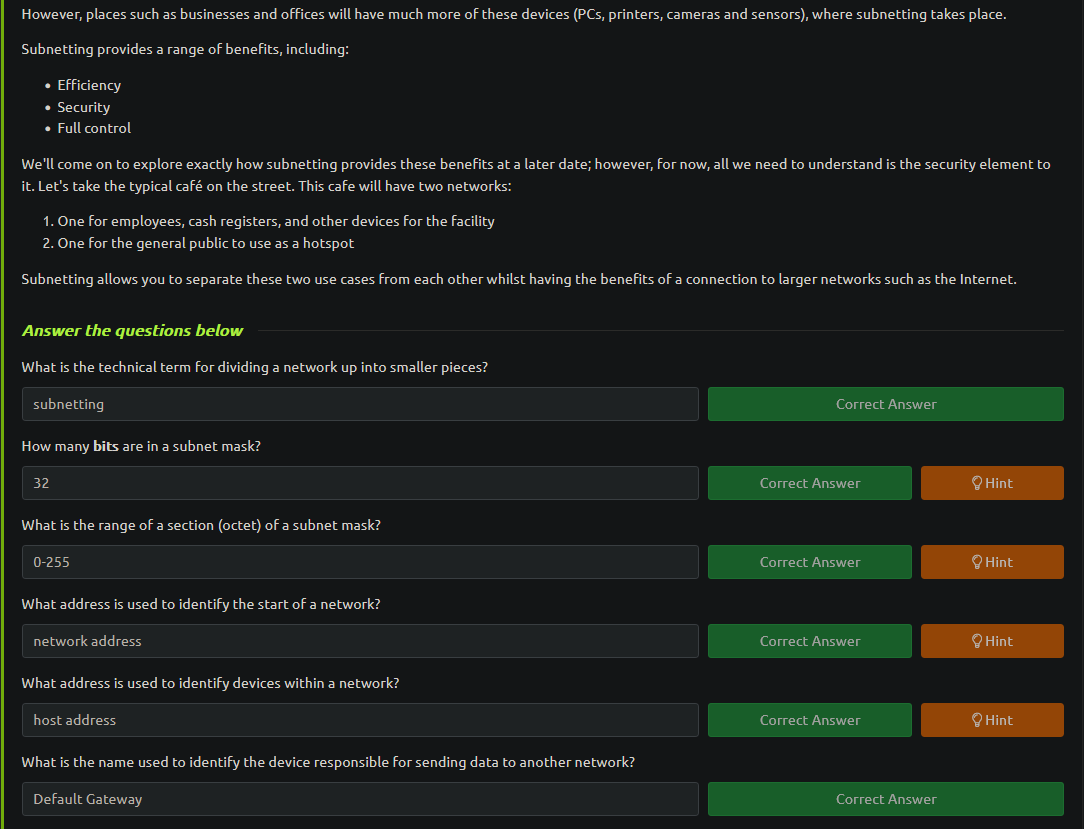 However, places such as businesses and offices will have much more of these devices (PCs, printers, cameras and sensors), where subnetting takes place.
Subnetting provides a range of benefits, including:
• Efficiency
• Security
• Full control
We'll come on to explore exactly how subnetting provides these benefits at a later date; however, for now, all we need to understand is the security element to
it. Let's take the typical café on the street. This cafe will have two networks:
1. One for employees, cash registers, and other devices for the facility
2. One for the general public to use as a hotspot
Subnetting allows you to separate these two use cases from each other whilst having the benefits of a connection to larger networks such as the Internet.
Answer the questions below
What is the technical term for dividing a network up into smaller pieces?
subnetting Correct Answer
How many bits are in a subnet mask?
32 Correct Answer Hint
What is the range of a section (octet) of a subnet mask?
0-255 Correct Answer Hint
What address is used to identify the start of a network?
network address Correct Answer Hint
What address is used to identify devices within a network?
host address Correct Answer Hint
What is the name used to identify the device responsible for sending data to another network?
Default Gateway Correct Answer